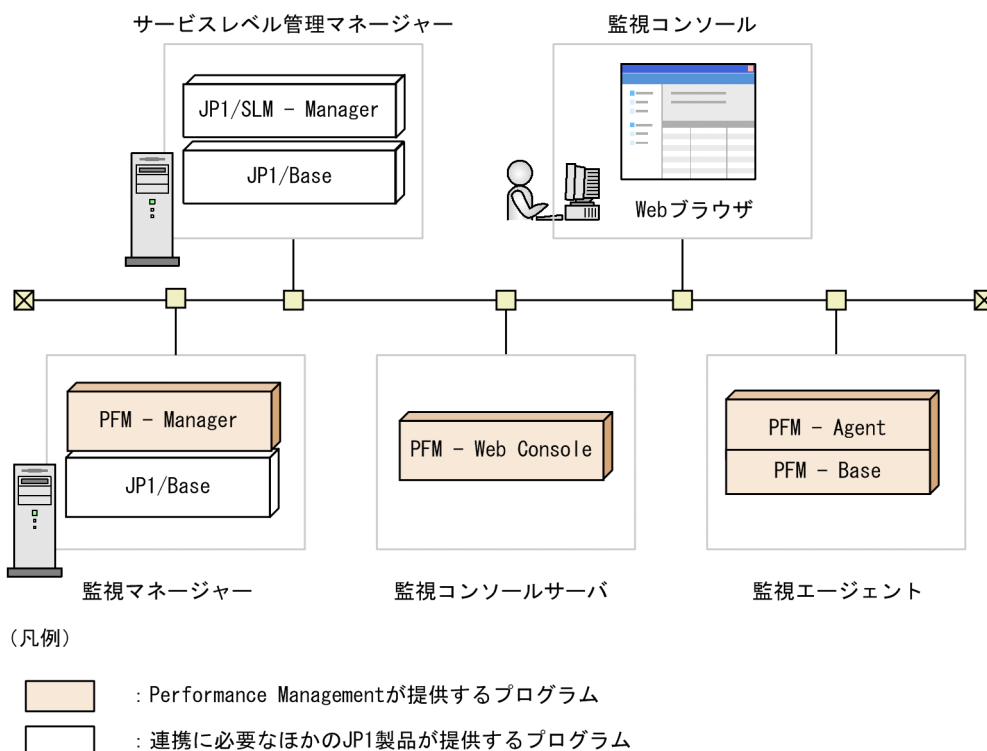 サービスレベル管理マネージャー
監視コンソール
JP1/SLM - Manager
JP1/Base
Webブラウザ
PFM - Manager
JP1/Base
PFM - Web Console
PFM - Agent
PFM - Base
監視マネージャー
監視コンソールサーバ
監視エージェント
(凡例)
：Performance Managementが提供するプログラム
：連携に必要なほかのJP1製品が提供するプログラム